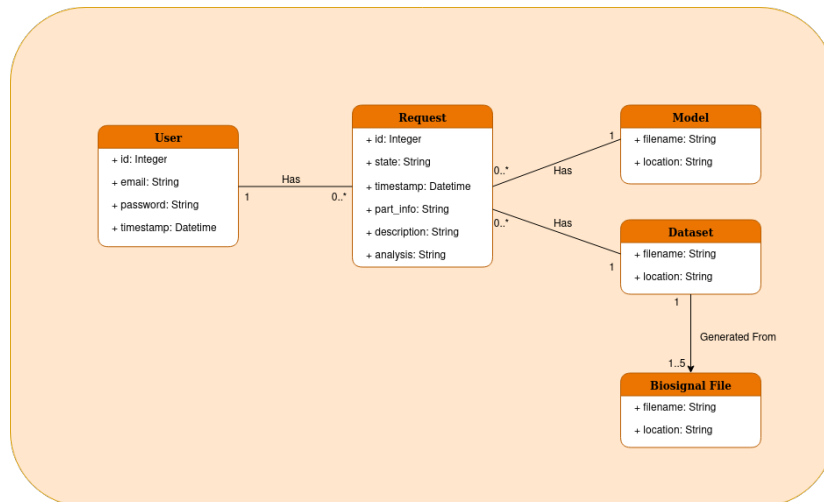 User
+ id: Integer
+ email: String
+ password: String
+ timestamp: Datetime
Has
1
0..*
Request
+ id: Integer
+ state: String
+ timestamp: Datetime
+ part_info: String
+ description: String
+ analysis: String
0..*
Has
1
0..*
Has
1
Model
+ filename: String
+ location: String
Dataset
+ filename: String
+ location: String
1
Generated From
1..5
Biosignal File
+ filename: String
+ location: String